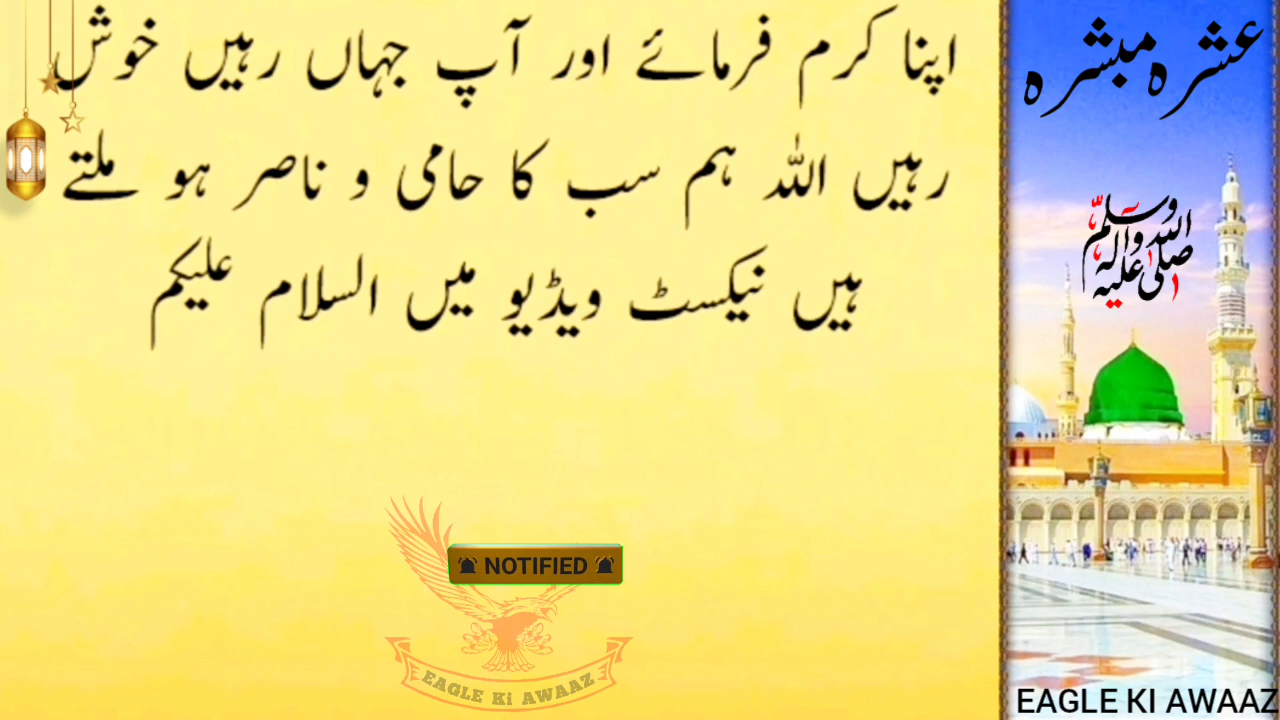 اپنا کرم فرمائے اور آپ جہاں رہیں خوش
رہیں اللہ ہم سب کا حامی و ناصر ہو ملتے
ہیں نیکسٹ ویڈیو میں السلام علیکم
عشرہ مبشرہ
صلی اللہ علیہ وآلہ وسلم
NOTIFIED
EAGLE Ki AWAAZ
EAGLE KI AWAAZ